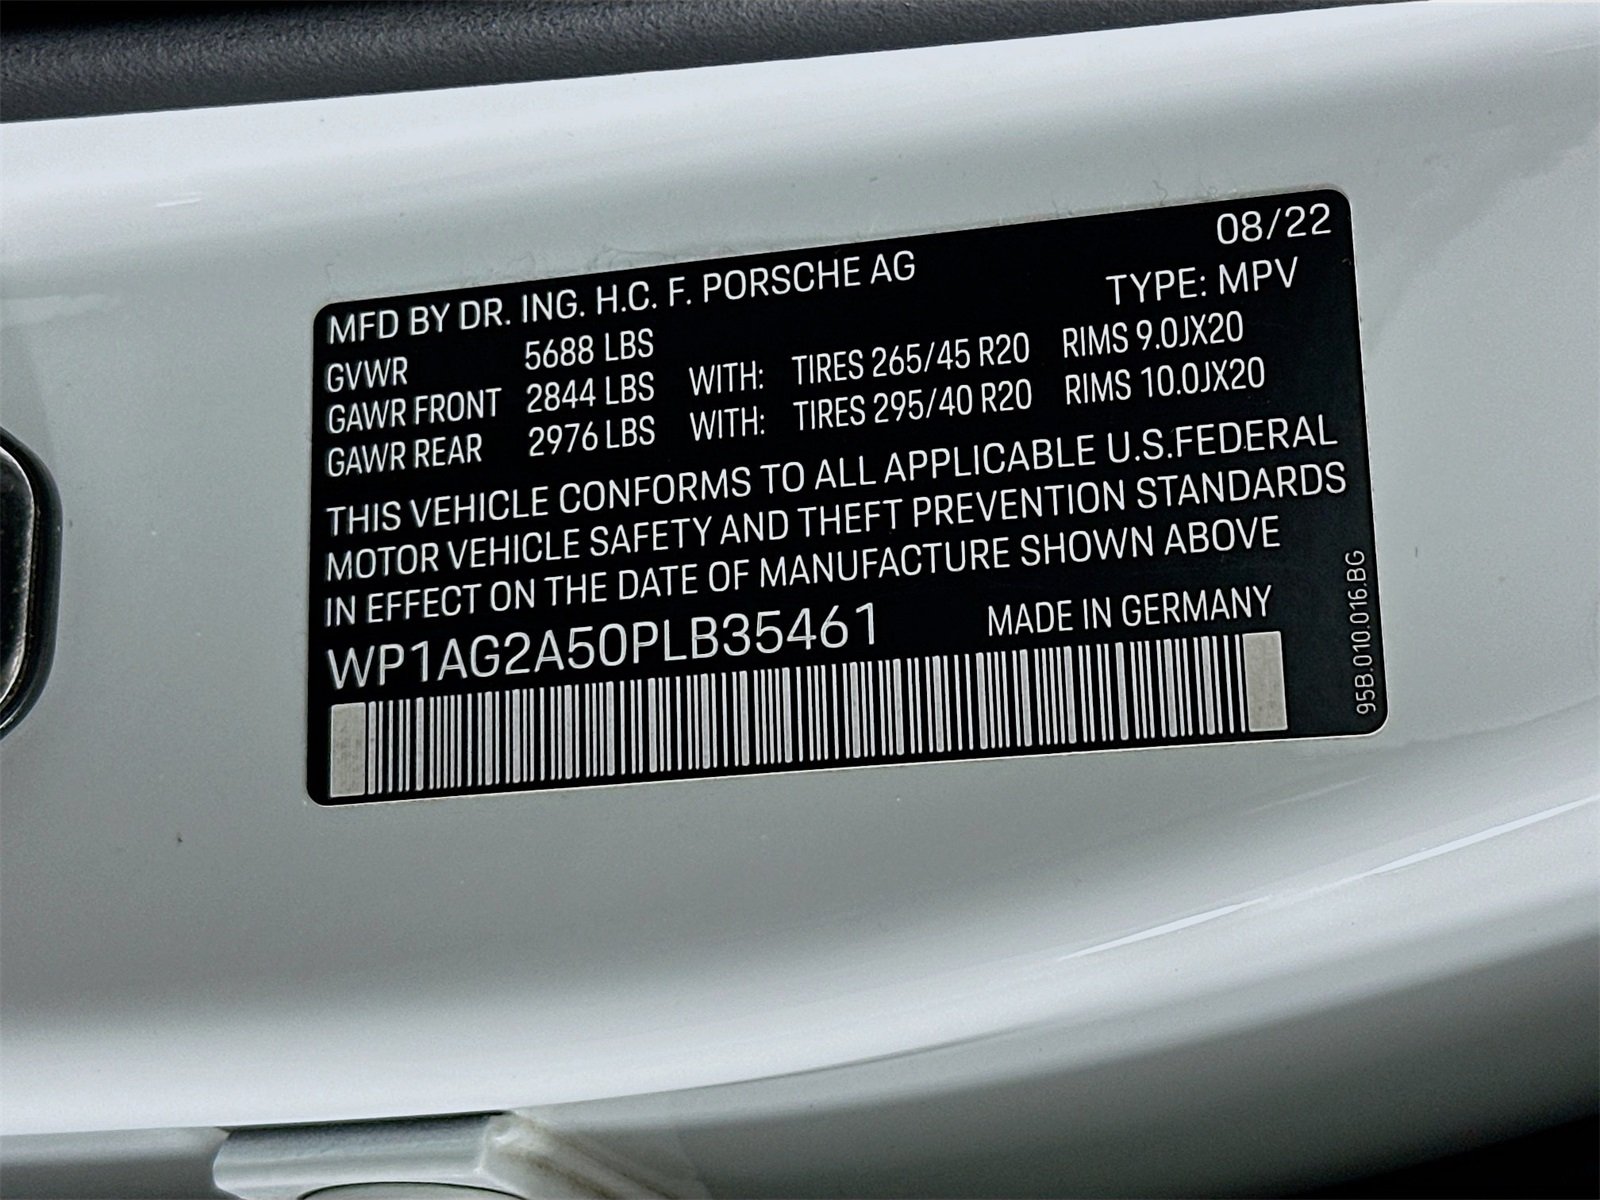 08/22
MFD BY DR. ING. H.C. F. PORSCHE AG TYPE: MPV
GVWR 5688 LBS
GAWR FRONT 2844 LBS WITH: TIRES 265/45 R20 RIMS 9.0JX20
GAWR REAR 2976 LBS WITH: TIRES 295/40 R20 RIMS 10.0JX20
THIS VEHICLE CONFORMS TO ALL APPLICABLE U.S.FEDERAL
MOTOR VEHICLE SAFETY AND THEFT PREVENTION STANDARDS
IN EFFECT ON THE DATE OF MANUFACTURE SHOWN ABOVE
WP1AG2A50PLB35461 MADE IN GERMANY
95B.010.016.BG